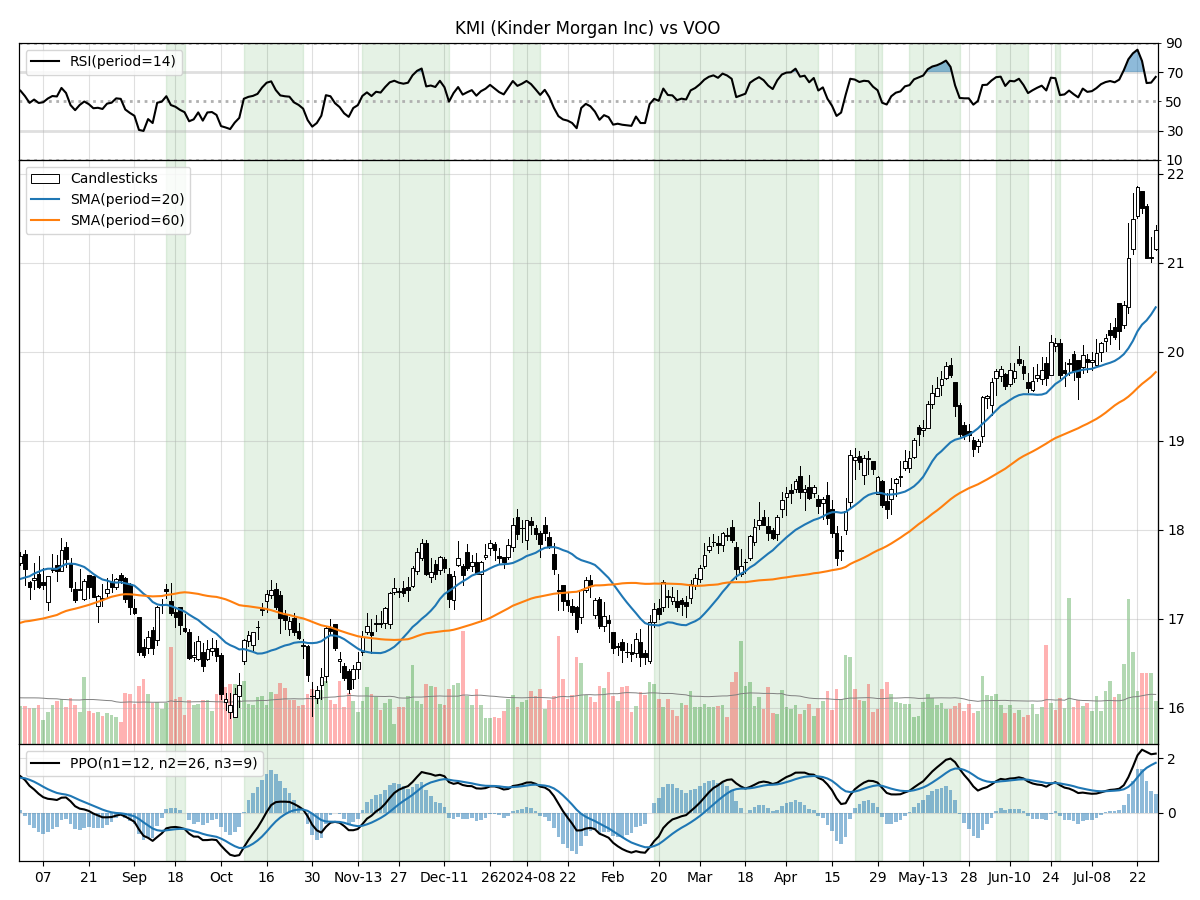 KMI (Kinder Morgan Inc) vs VOO
RSI(period=14)
90
70
50
30
10
Candlesticks
SMA(period=20)
SMA(period=60)
22
21
20
19
18
17
16
PPO(n1=12, n2=26, n3=9)
2
0
07 21 Sep 18 Oct 16 30 Nov-13 27 Dec-11 26 2024-08 22 Feb 20 Mar 18 Apr 15 29 May-13 28 Jun-10 24 Jul-08 22